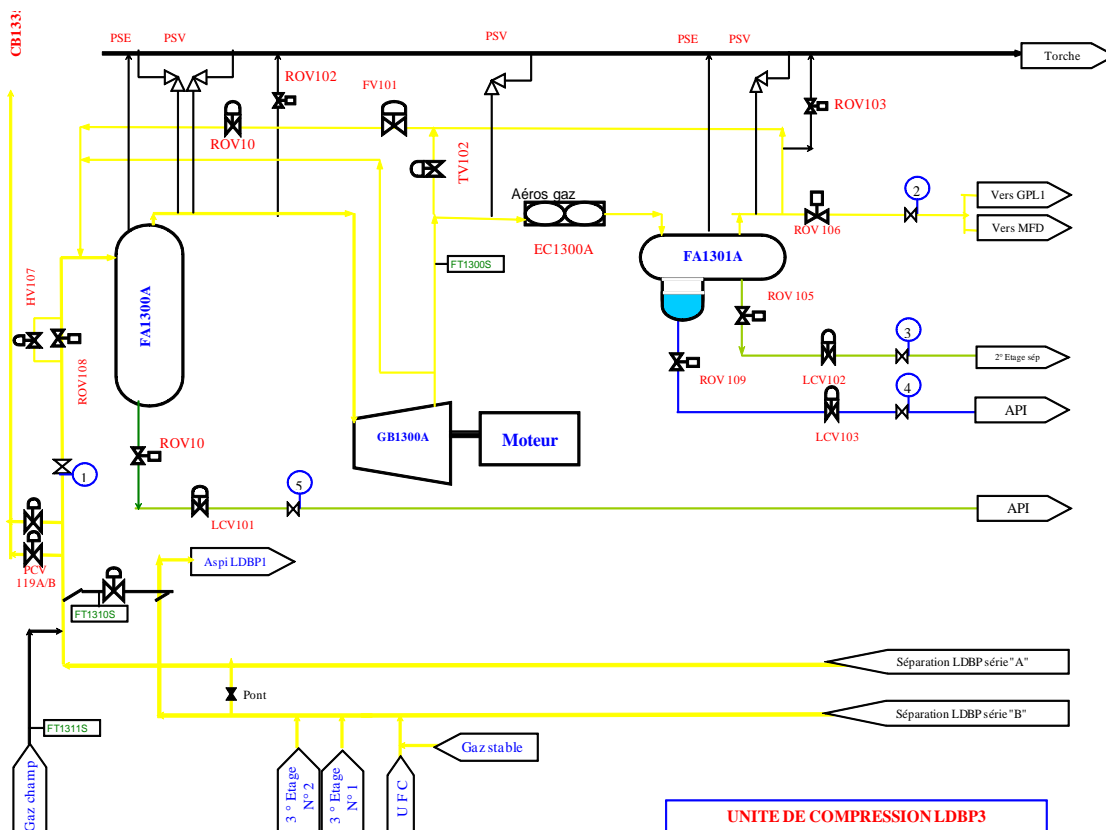 CB133
PSE
PSV
PSV
PSE
PSV
Torche
ROV102
FV101
ROV103
ROV10
TV102
Aéros gaz
EC1300A
2
Vers GPL1
Vers MFD
ROV 106
FT1300S
FA1301A
ROV 105
HV107
FA1300A
ROV108
3
2° Etage sép
LCV102
ROV 109
4
API
LCV103
GB1300A
Moteur
ROV10
1
5
API
LCV101
PCV
119A/B
Aspi LDBP1
FT1310S
Séparation LDBP série "A"
Pont
Séparation LDBP série "B"
FT1311S
Gaz champ
3 ° Etage
N° 2
3 ° Etage
N° 1
U F C
Gaz stable
UNITE DE COMPRESSION LDBP3